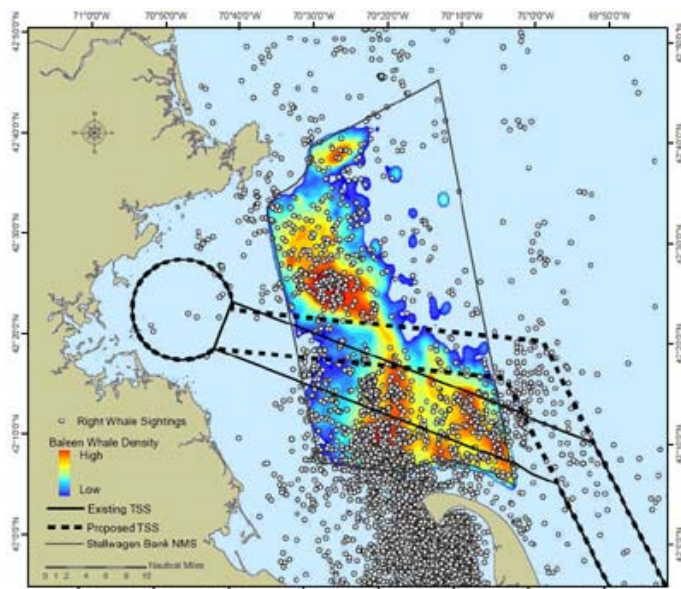 71°0'0"W 70°50'0"W 70°40'0"W 70°30'0"W 70°20'0"W 70°10'0"W 70°0'0"W 69°50'0"W
42°50'0"N
42°40'0"N
42°30'0"N
42°20'0"N
42°10'0"N
42°0'0"N
Right Whale Sightings
Baleen Whale Density
High
Low
Existing TSS
Proposed TSS
Stellwagen Bank NMS
Nautical Miles
0 1 2 4 6 8 10